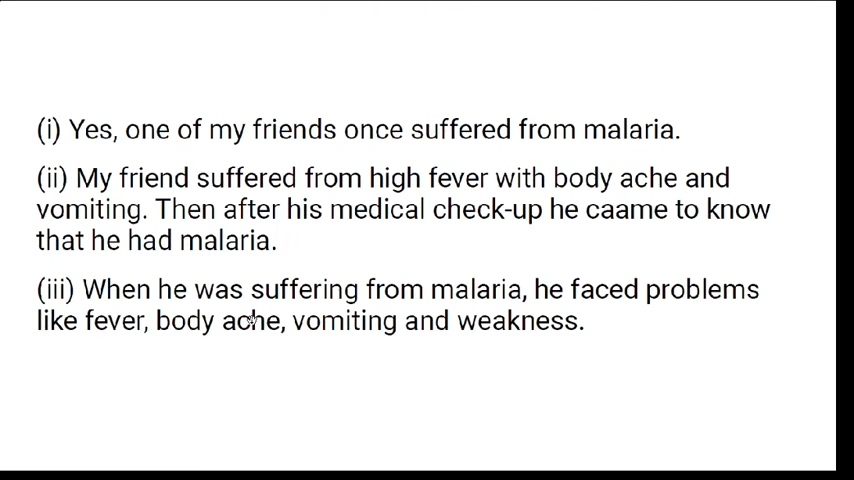 (i) Yes, one of my friends once suffered from malaria.
(ii) My friend suffered from high fever with body ache and
vomiting. Then after his medical check-up he caame to know
that he had malaria.
(iii) When he was suffering from malaria, he faced problems
like fever, body ache, vomiting and weakness.